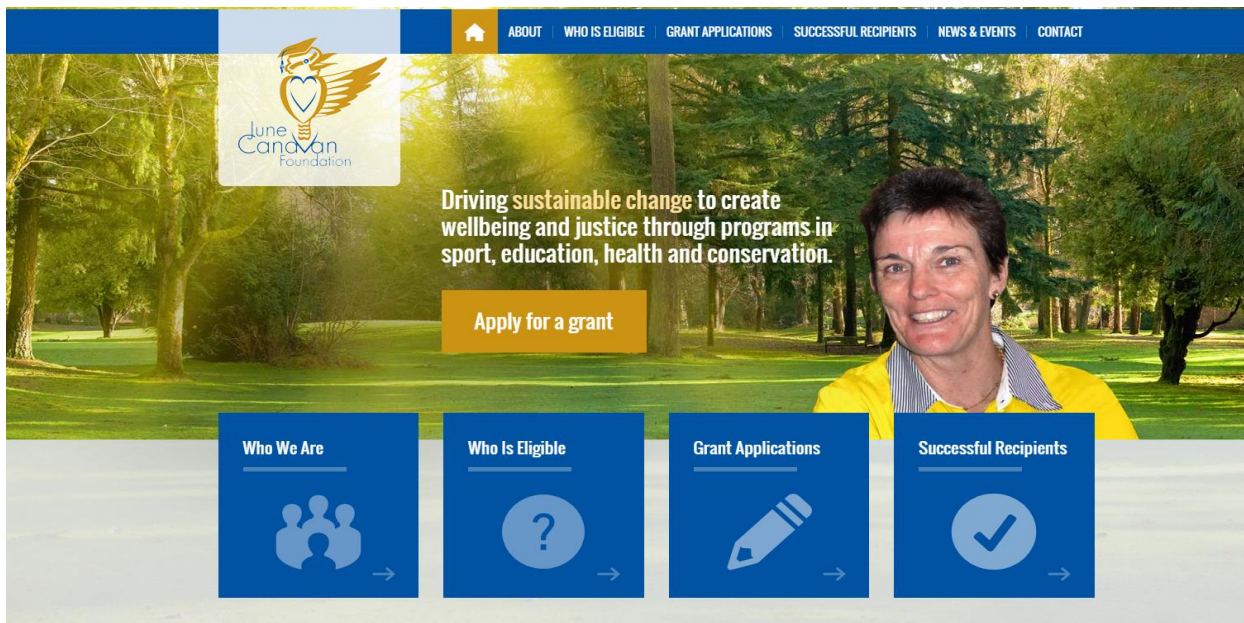 June
Canavan
Foundation
ABOUT
WHO IS ELIGIBLE
GRANT APPLICATIONS
SUCCESSFUL RECIPIENTS
NEWS & EVENTS
CONTACT
Driving sustainable change to create
wellbeing and justice through programs in
sport, education, health and conservation.
Apply for a grant
Who We Are
Who Is Eligible
Grant Applications
Successful Recipients
?